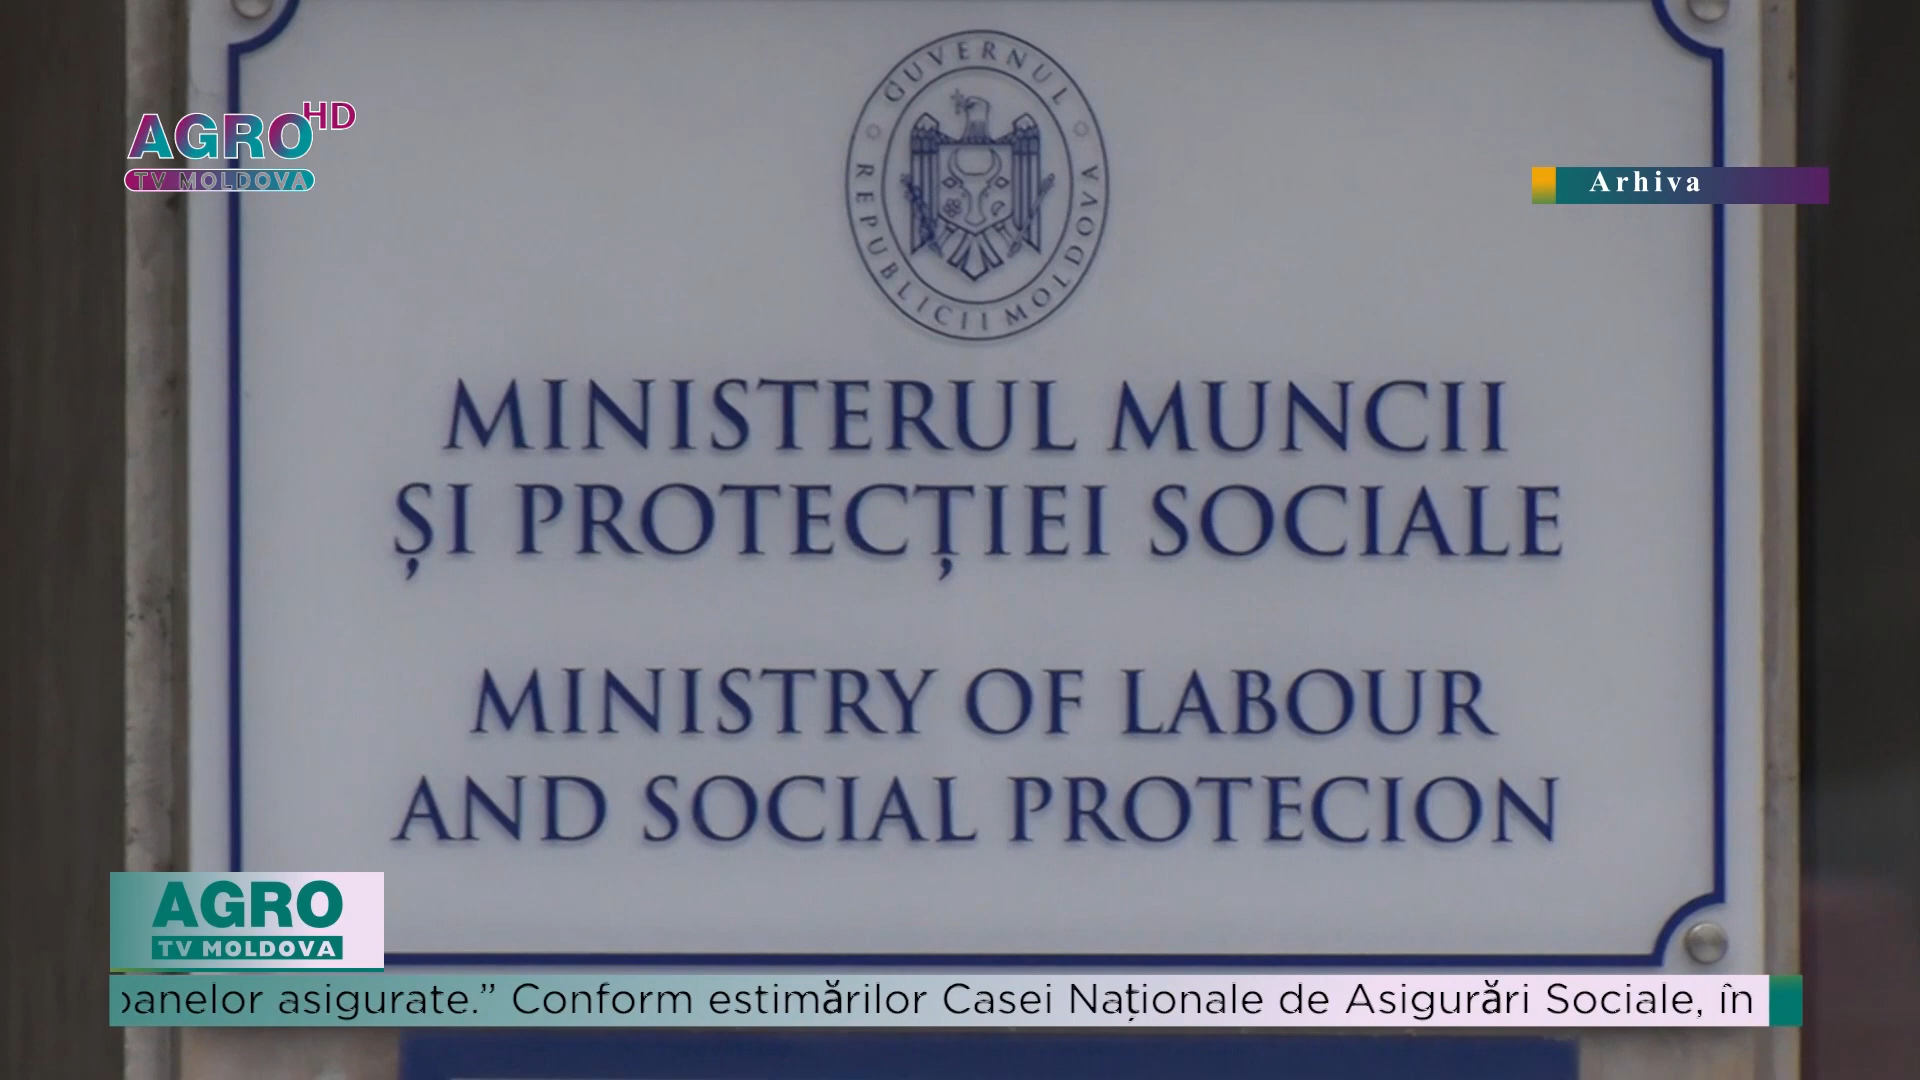 GUVERNUL
REPUBLICII MOLDOVA
AGRO HD
TV MOLDOVA
Arhiva
MINISTERUL MUNCII
ȘI PROTECȚIEI SOCIALE
MINISTRY OF LABOUR
AND SOCIAL PROTECION
AGRO
TV MOLDOVA
asigurate.” Conform estimărilor Casei Naționale de Asigurări Sociale, în